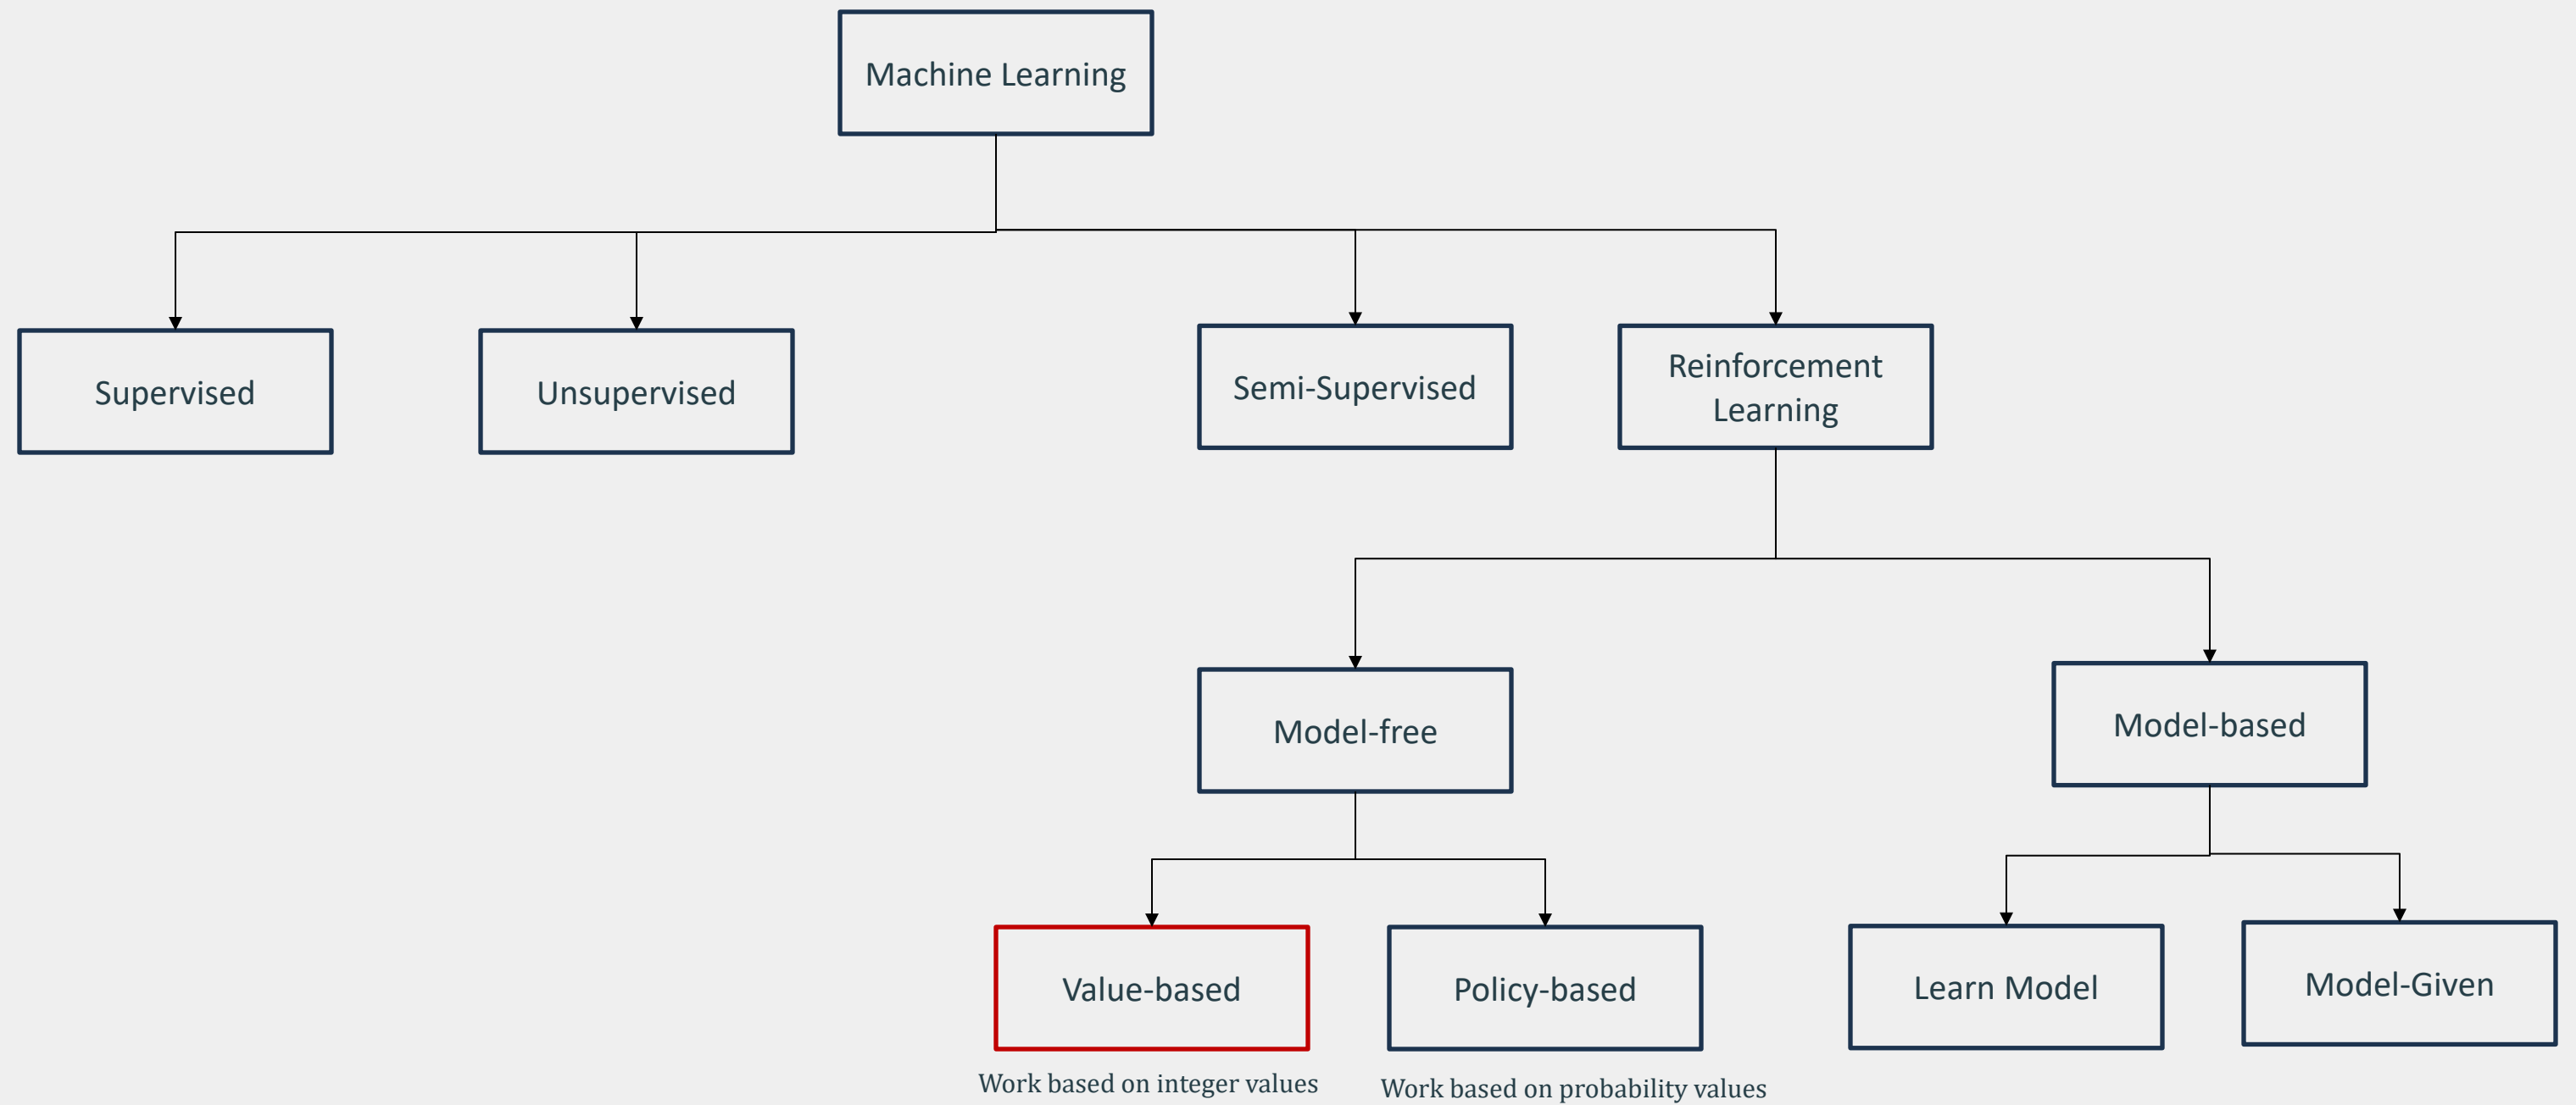 Machine Learning
Supervised
Unsupervised
Semi-Supervised
Reinforcement
Learning
Model-free
Model-based
Value-based
Policy-based
Learn Model
Model-Given
Work based on integer values
Work based on probability values